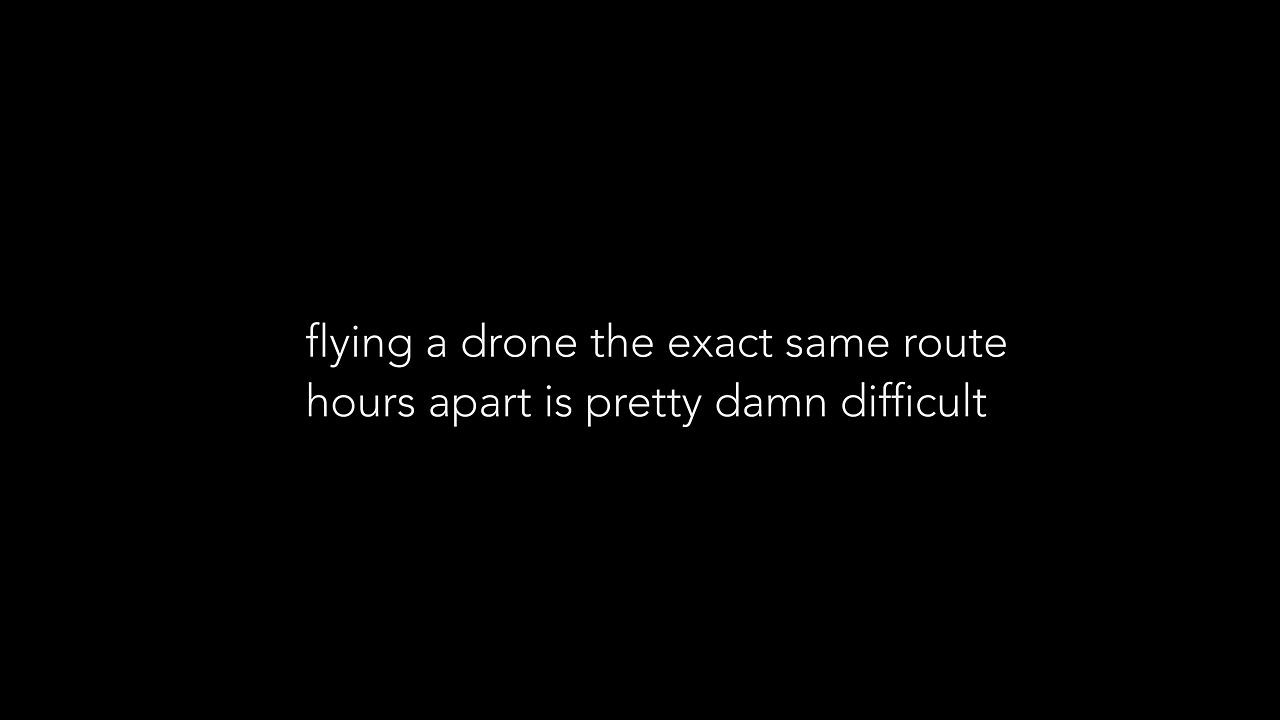 flying a drone the exact same route
hours apart is pretty damn difficult